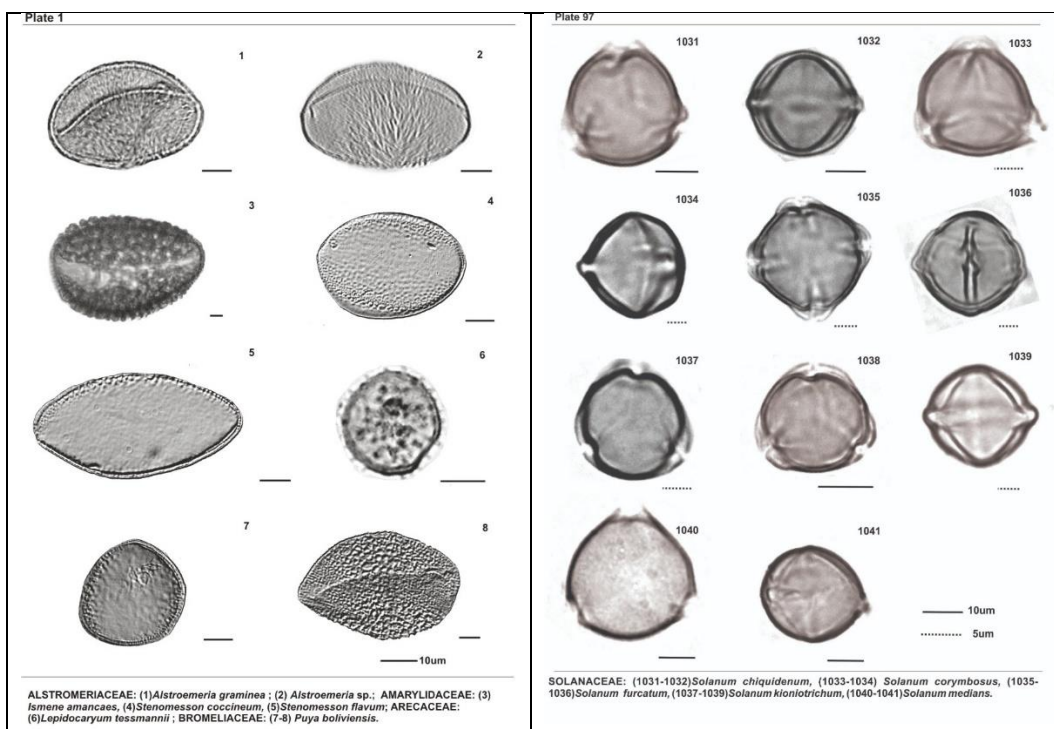 Plate 1
1
2
3
4
5
6
7
8
10um
ALSTROMERIACEAE: (1)Alstroemeria graminea ; (2) Alstroemeria sp.; AMARYLIDACEAE: (3)
Ismene amancaes, (4)Stenomesson coccineum, (5)Stenomesson flavum; ARECACEAE:
(6)Lepidocaryum tessmannii ; BROMELIACEAE: (7-8) Puya boliviensis.
Plate 97
1031
1032
1033
1034
1035
1036
1037
1038
1039
1040
1041
10um
5um
SOLANACEAE: (1031-1032)Solanum chiquidenum, (1033-1034) Solanum corymbosus, (1035-
1036)Solanum furcatum, (1037-1039)Solanum kioniotrichum, (1040-1041)Solanum medians.